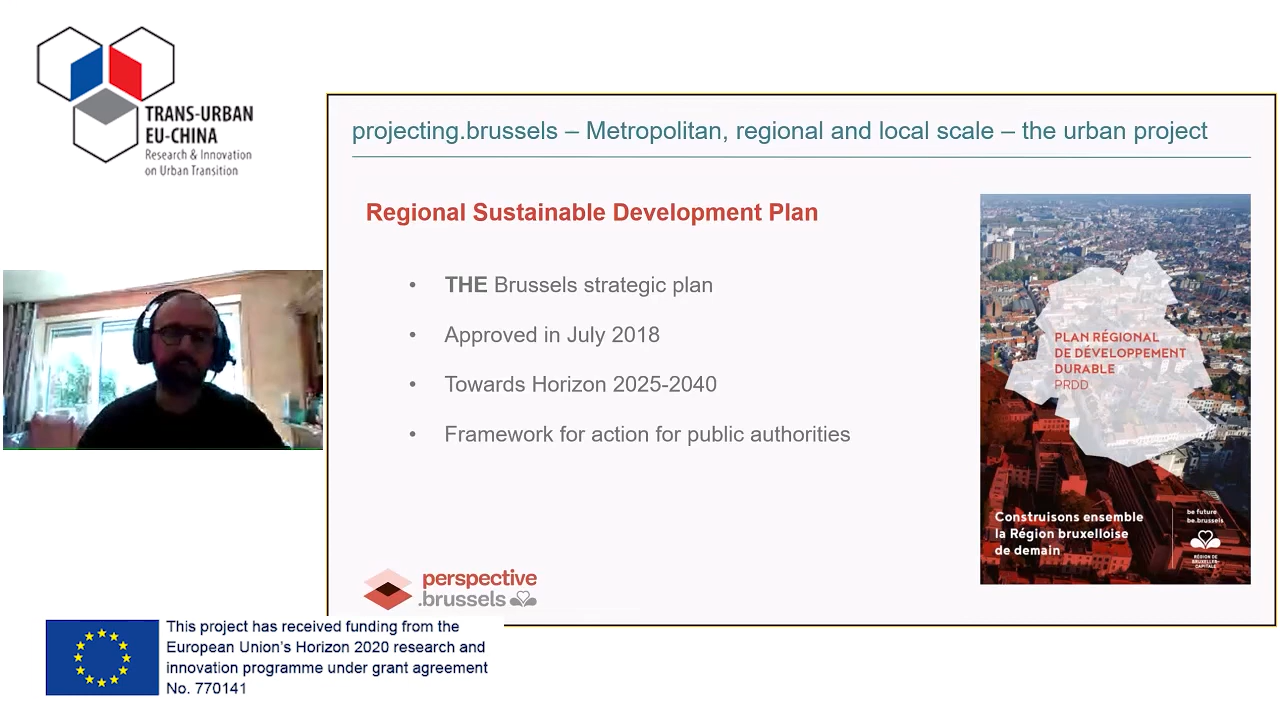 TRANS-URBAN
EU-CHINA
Research & Innovation
on Urban Transition
projecting.brussels – Metropolitan, regional and local scale – the urban project
Regional Sustainable Development Plan
• THE Brussels strategic plan
• Approved in July 2018
• Towards Horizon 2025-2040
• Framework for action for public authorities
PLAN RÉGIONAL
DE DÉVELOPPEMENT
DURABLE
PRDD
Construisons ensemble
la Région bruxelloise
de demain
be future
be.brussels
RÉGION DE
BRUXELLES-
CAPITALE
perspective
.brussels
This project has received funding from the
European Union's Horizon 2020 research and
innovation programme under grant agreement
No. 770141